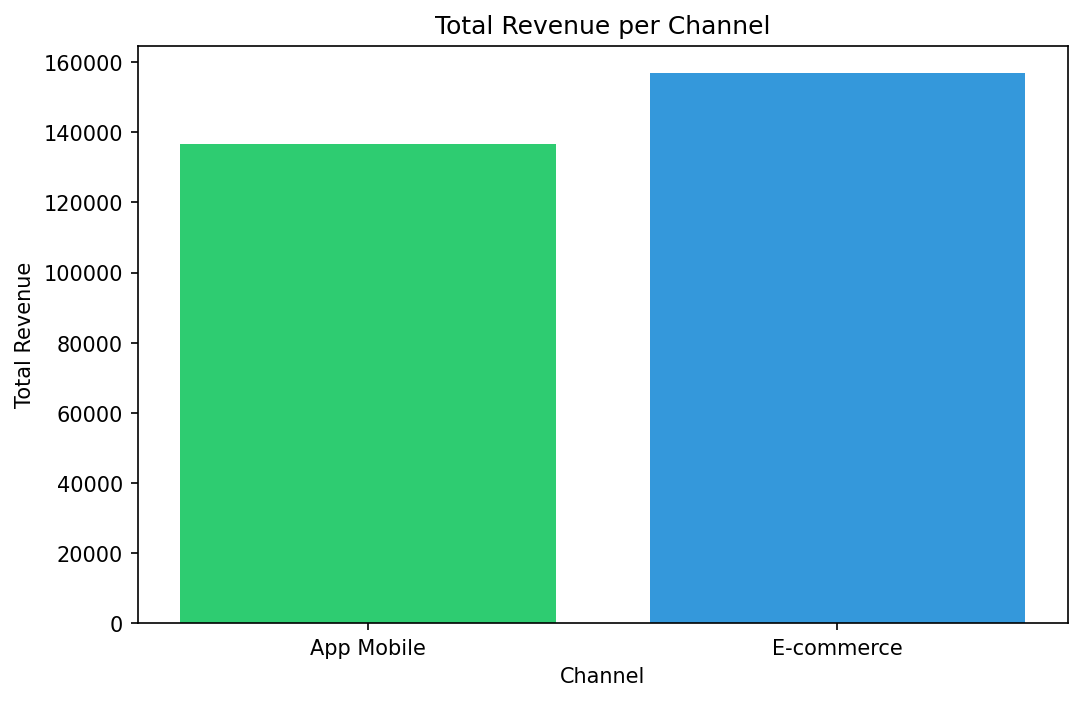 Total Revenue per Channel
160000
140000
120000
100000
80000
60000
40000
20000
0
Total Revenue
App Mobile
E-commerce
Channel